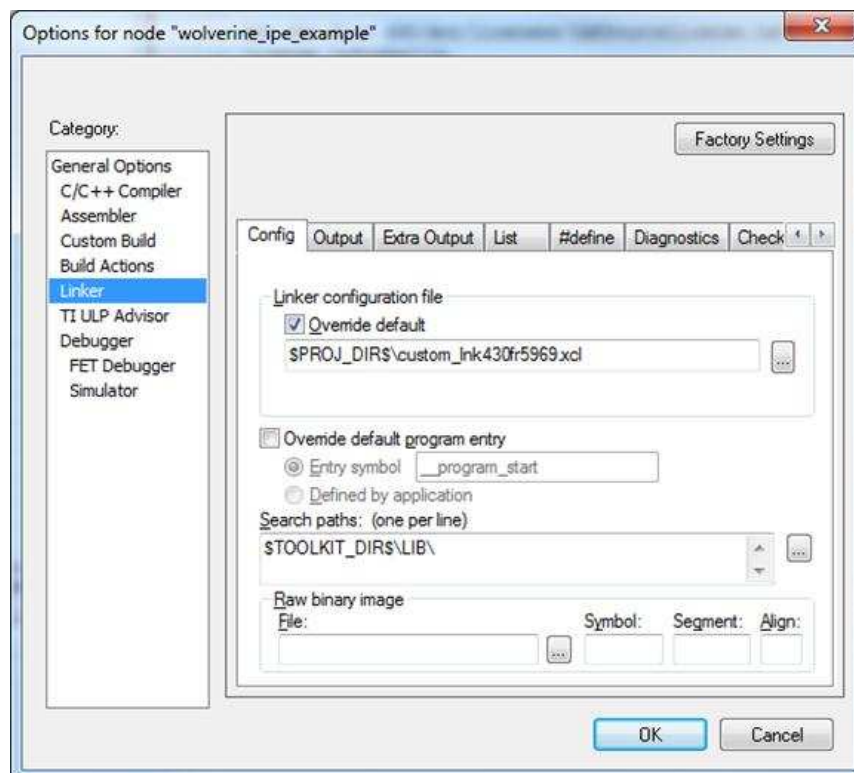 Options for node "wolverine_ipe_example"
Category:
General Options
C/C++ Compiler
Assembler
Custom Build
Build Actions
Linker
TI ULP Advisor
Debugger
FET Debugger
Simulator
Factory Settings
Config Output Extra Output List #define Diagnostics Check
Linker configuration file
Override default
$PROJ_DIR$\custom_lnk430fr5969.xcl
...
Override default program entry
Entry symbol __program_start
Defined by application
Search paths: (one per line)
$TOOLKIT_DIR$\LIB\
...
Raw binary image
File: Symbol: Segment: Align:
...
OK Cancel